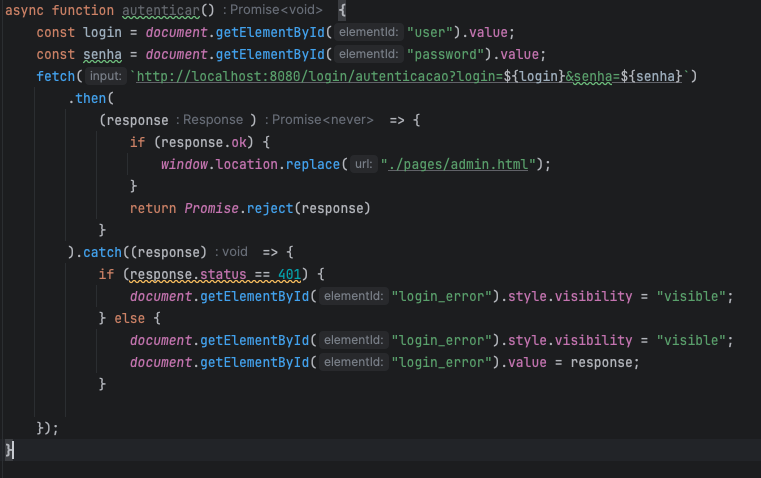 async function autenticar() : Promise<void> {
const login = document.getElementById( elementId: "user").value;
const senha = document.getElementById( elementId: "password").value;
fetch( input: `http://localhost:8080/login/autenticacao?login=${login}&senha=${senha}`)
.then(
(response : Response ) : Promise<never> => {
if (response.ok) {
window.location.replace( url: "./pages/admin.html");
}
return Promise.reject(response)
}
).catch((response) : void => {
if (response.status == 401) {
document.getElementById( elementId: "login_error").style.visibility = "visible";
} else {
document.getElementById( elementId: "login_error").style.visibility = "visible";
document.getElementById( elementId: "login_error").value = response;
}
});
}